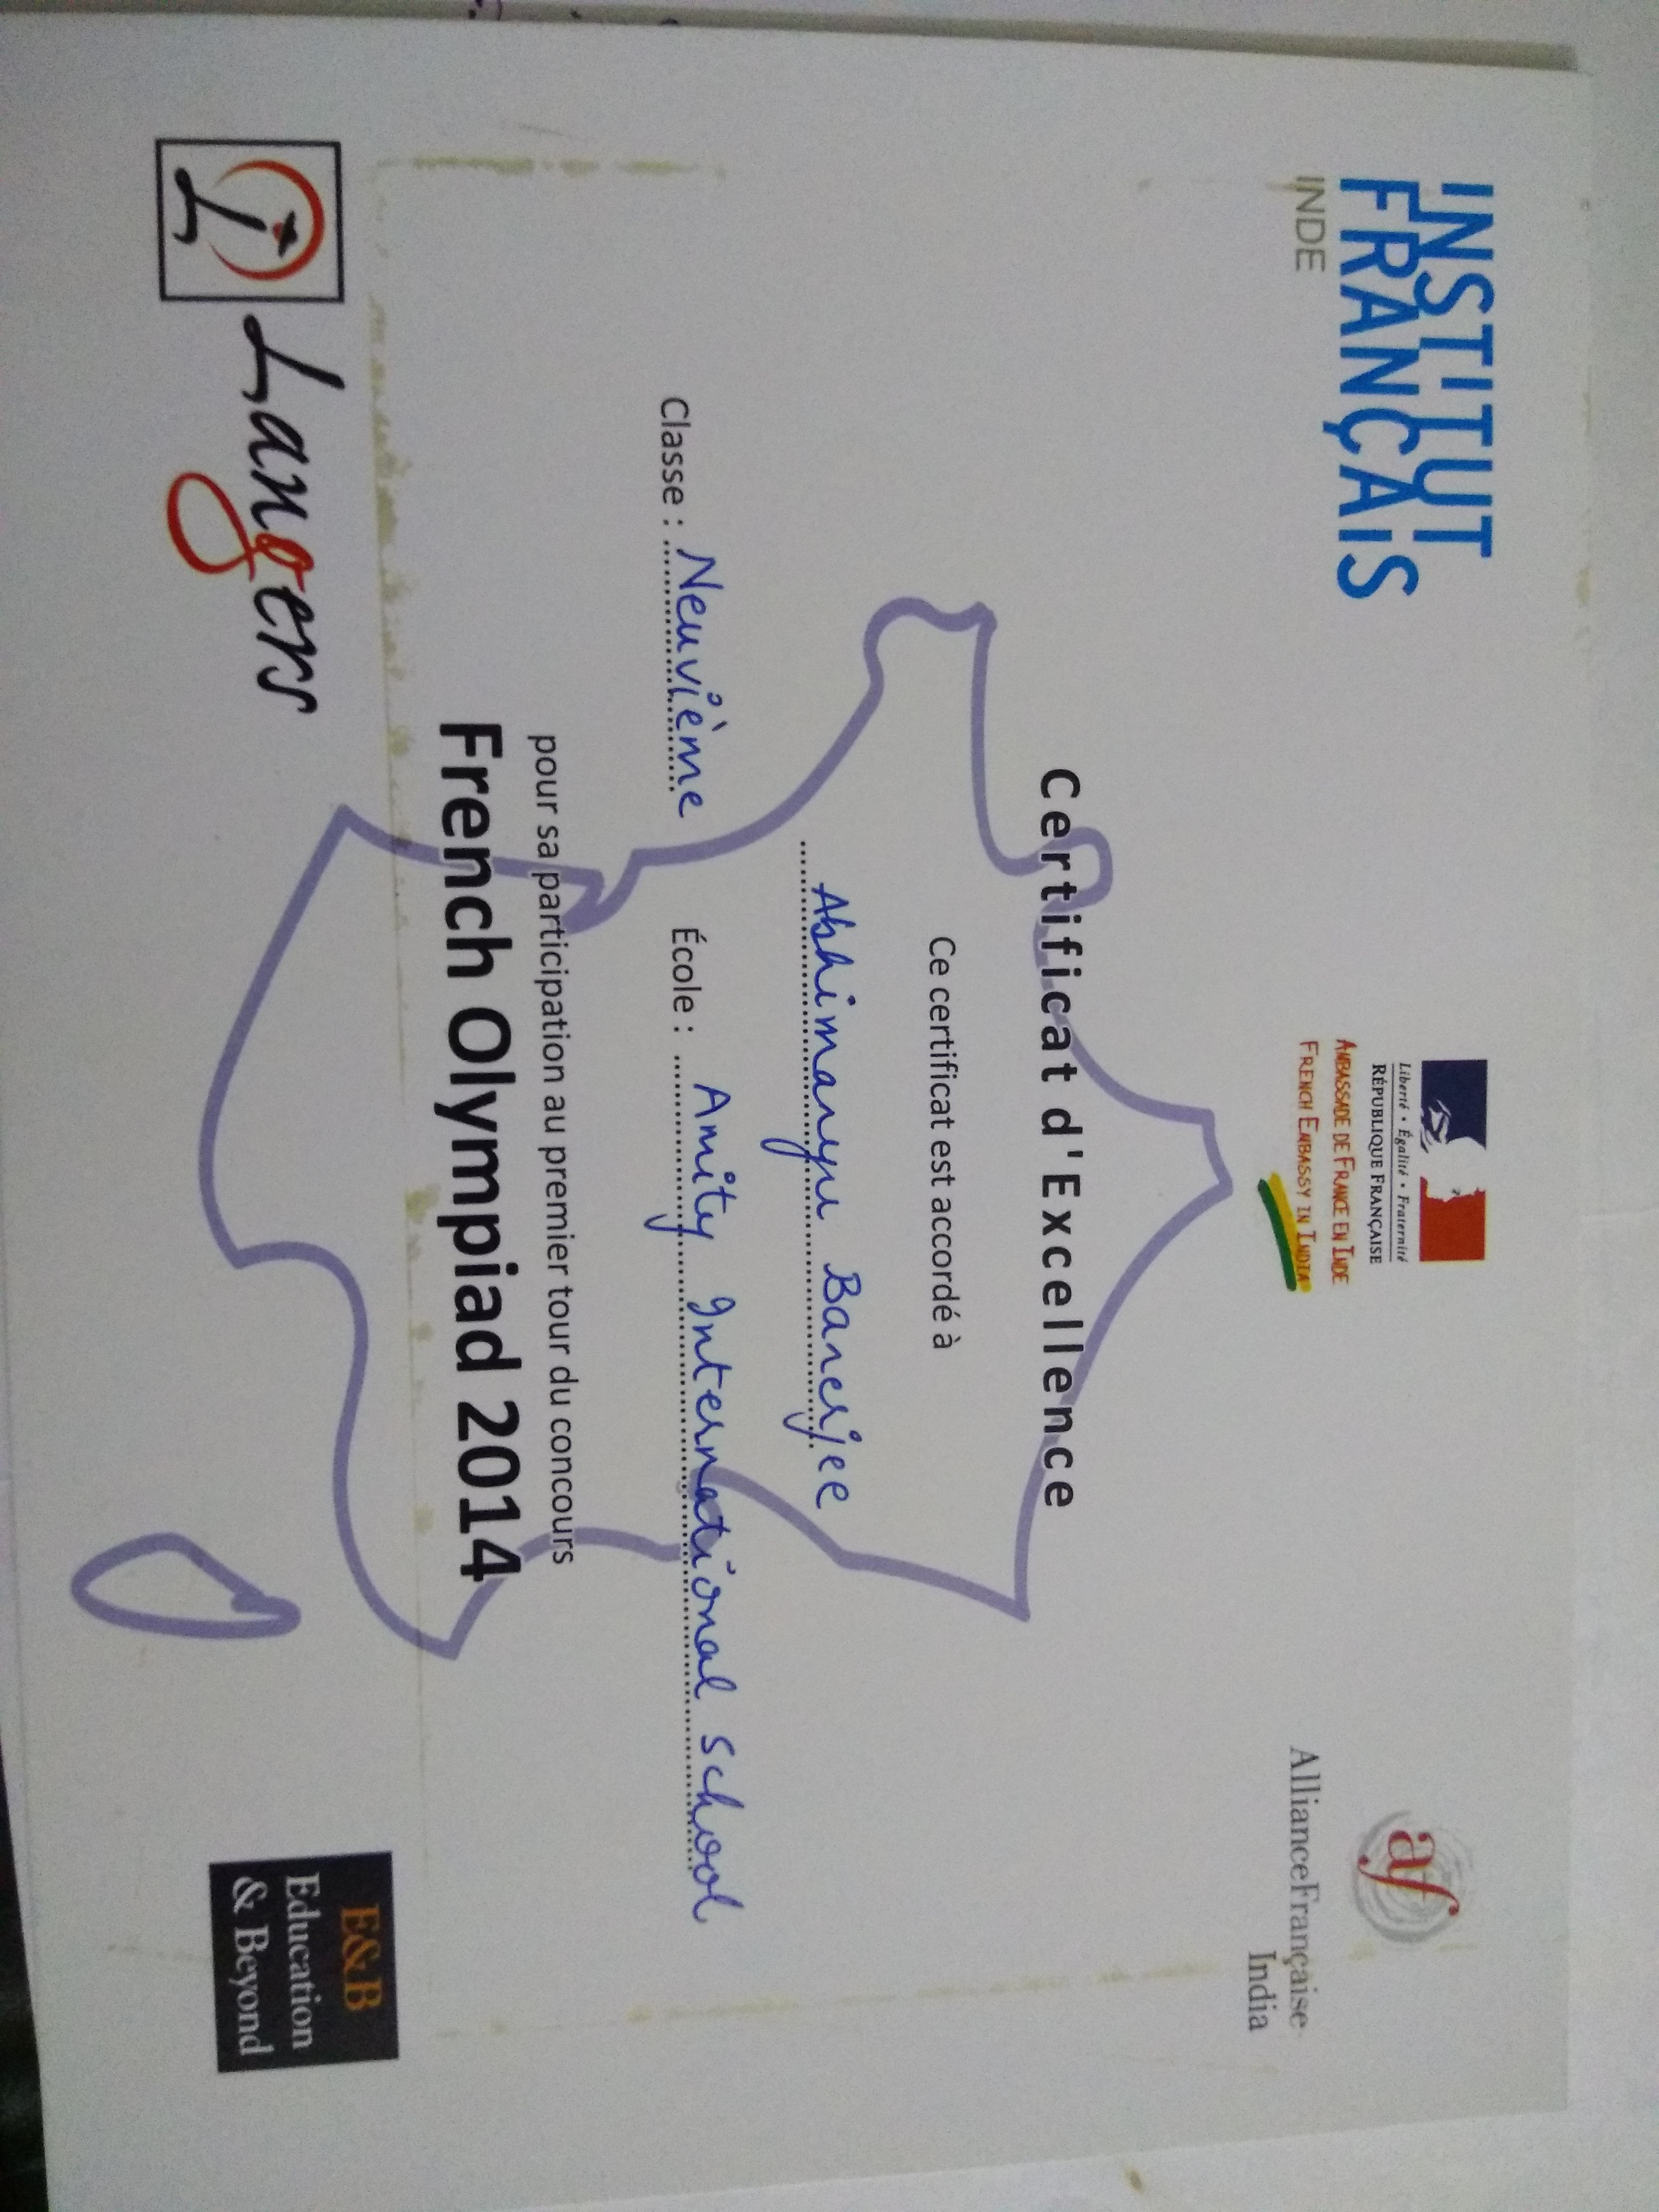 INSTITUT
FRANÇAIS
INDE
Liberté • Égalité • Fraternité
RÉPUBLIQUE FRANÇAISE
AMBASSADE DE FRANCE EN INDE
FRENCH EMBASSY IN INDIA
af
AllianceFrançaise
India
Certificat d'Excellence
Ce certificat est accordé à
Abhimanyu Banerjee
Classe : Neuvième École : Amity International School
pour sa participation au premier tour du concours
French Olympiad 2014
L
Langers
E&B
Education
& Beyond